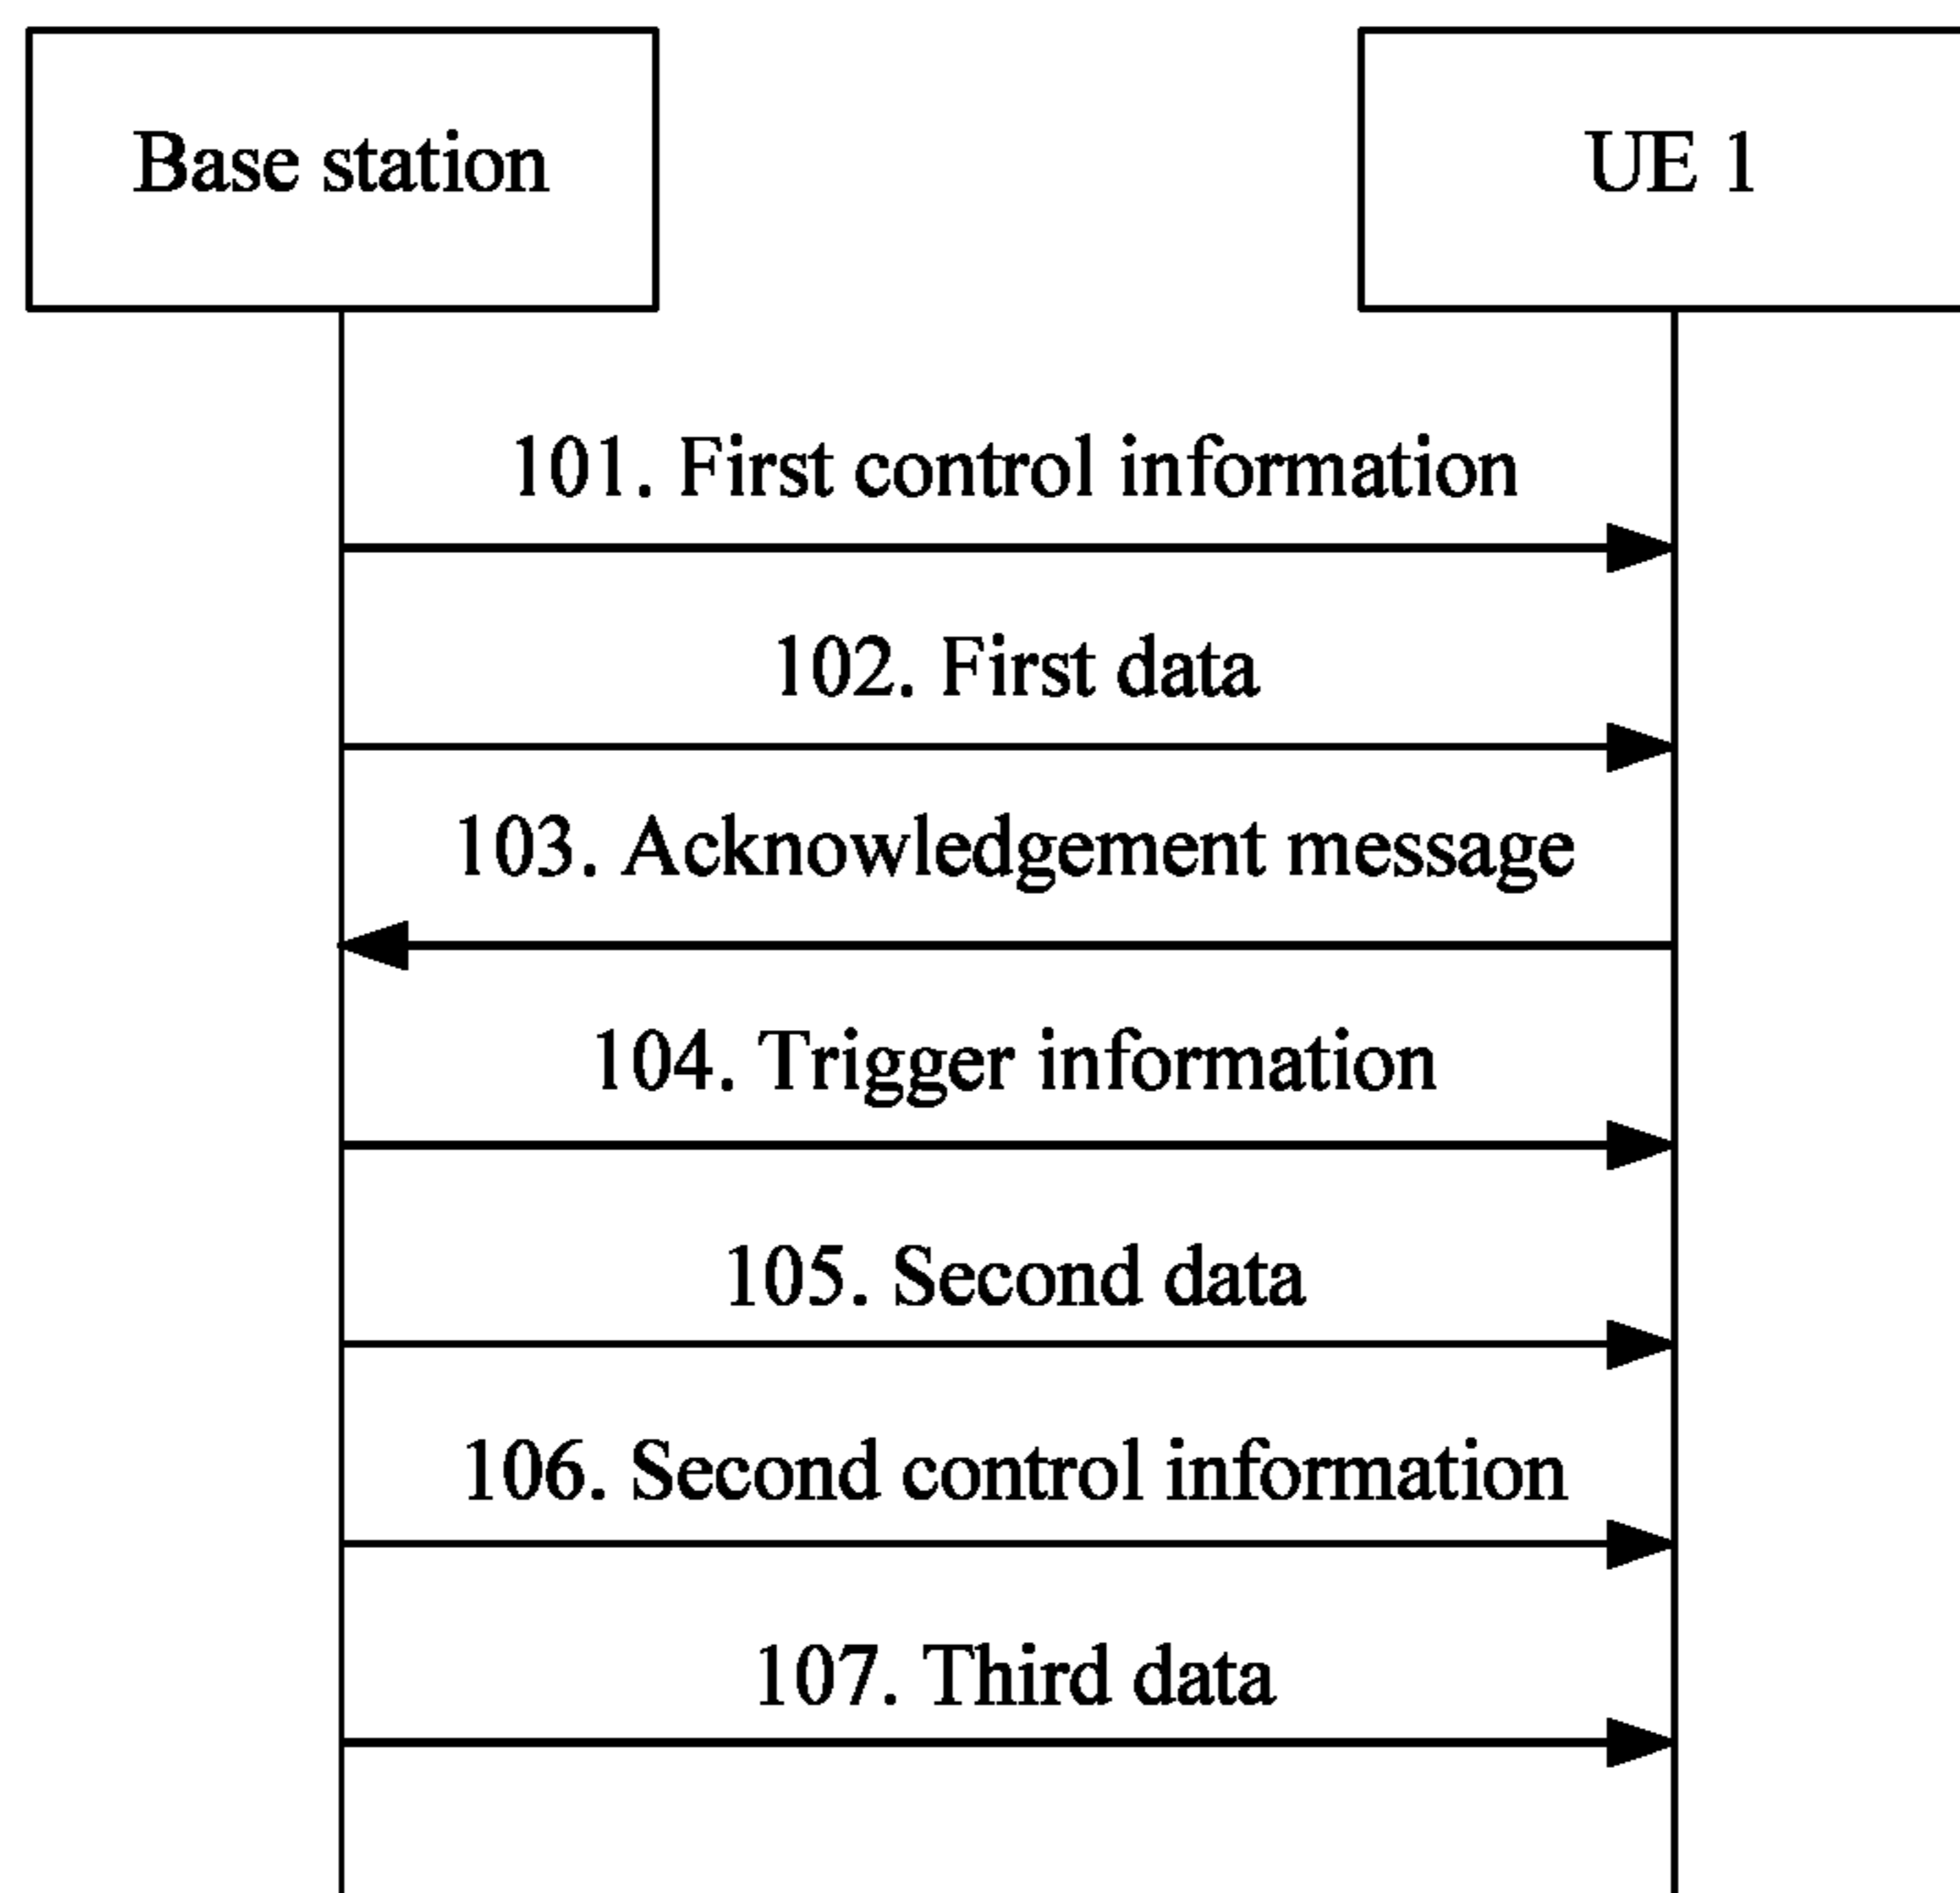 Base station
UE 1
101. First control information
102. First data
103. Acknowledgement message
104. Trigger information
105. Second data
106. Second control information
107. Third data